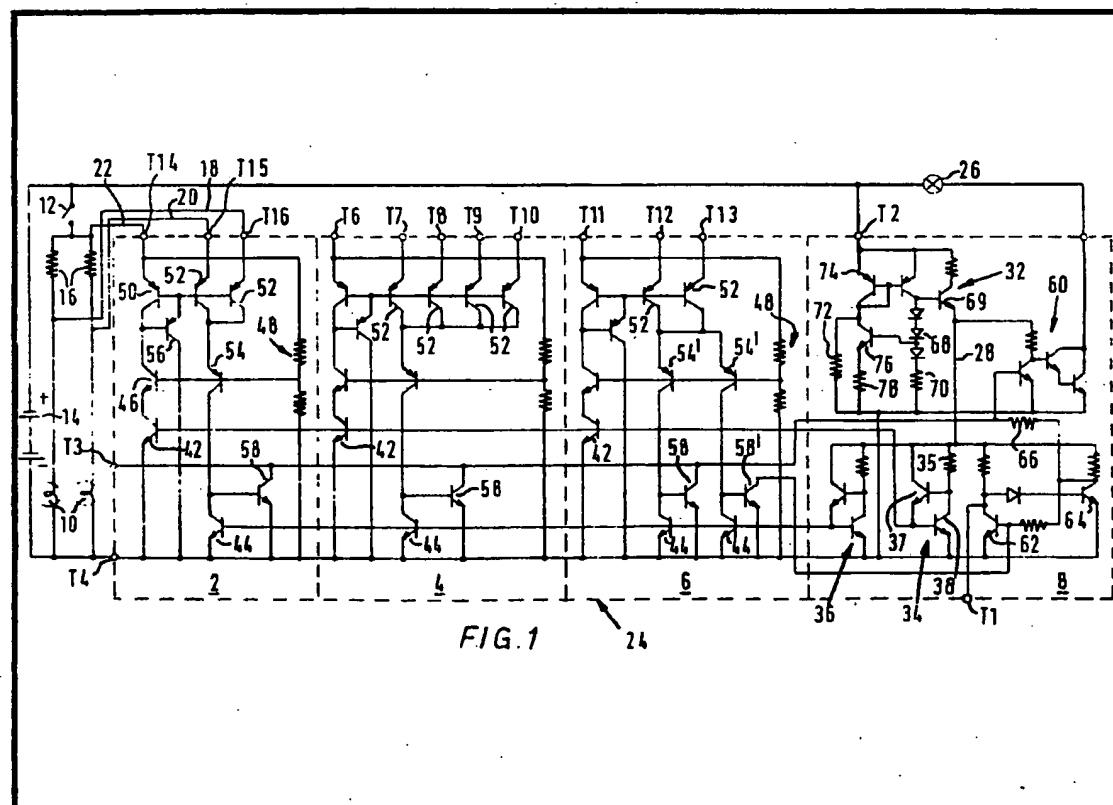 T14 18 T15 26
22 20
12 T16 T6 T7 T8 T9 T10 T11 T12 T13 T2
74 32
16 50 52 52 52 52 52 52 52 69 60
48 48 72 68
56 54 54' 54' 76 28
46 78 70
14 + 42 42 42 66
- T3 58 58 58 58' 35
10 37 64
44 44 44 44 62
T4 38
2 4 6 8
36 34 T1
FIG.1 24